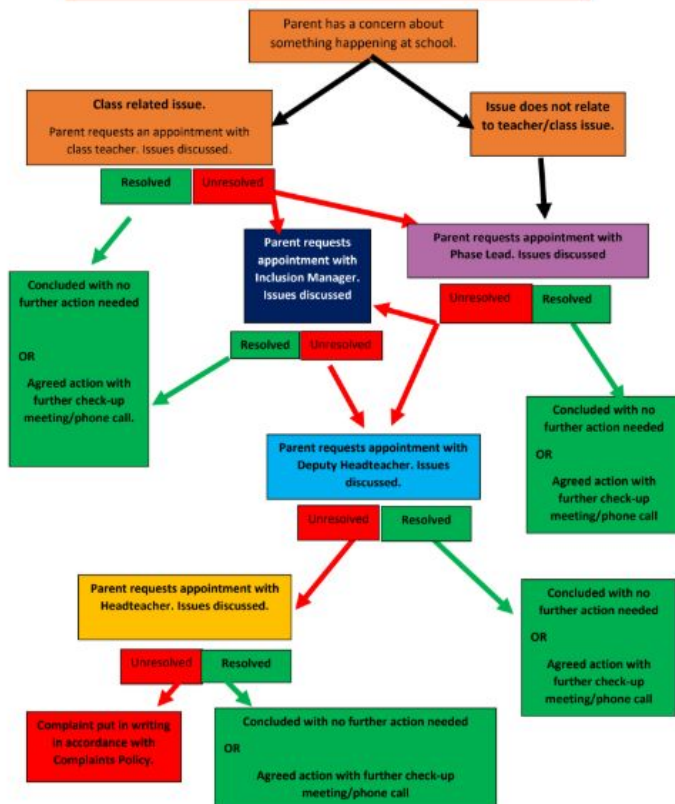 Parent has a concern about
something happening at school.
Class related issue.
Parent requests an appointment with
class teacher. Issues discussed.
Issue does not relate
to teacher/class issue.
Resolved
Unresolved
Parent requests
appointment with
Inclusion Manager.
Issues discussed
Parent requests appointment with
Phase Lead. Issues discussed
Concluded with no
further action needed
OR
Agreed action with
further check-up
meeting/phone call.
Unresolved
Resolved
Resolved
Unresolved
Concluded with no
further action needed
OR
Agreed action with
further check-up
meeting/phone call
Parent requests appointment with
Deputy Headteacher. Issues
discussed.
Unresolved
Resolved
Parent requests appointment with
Headteacher. Issues discussed.
Concluded with no
further action needed
OR
Agreed action with
further check-up
meeting/phone call
Unresolved
Resolved
Complaint put in writing
in accordance with
Complaints Policy.
Concluded with no further action needed
OR
Agreed action with further check-up
meeting/phone call